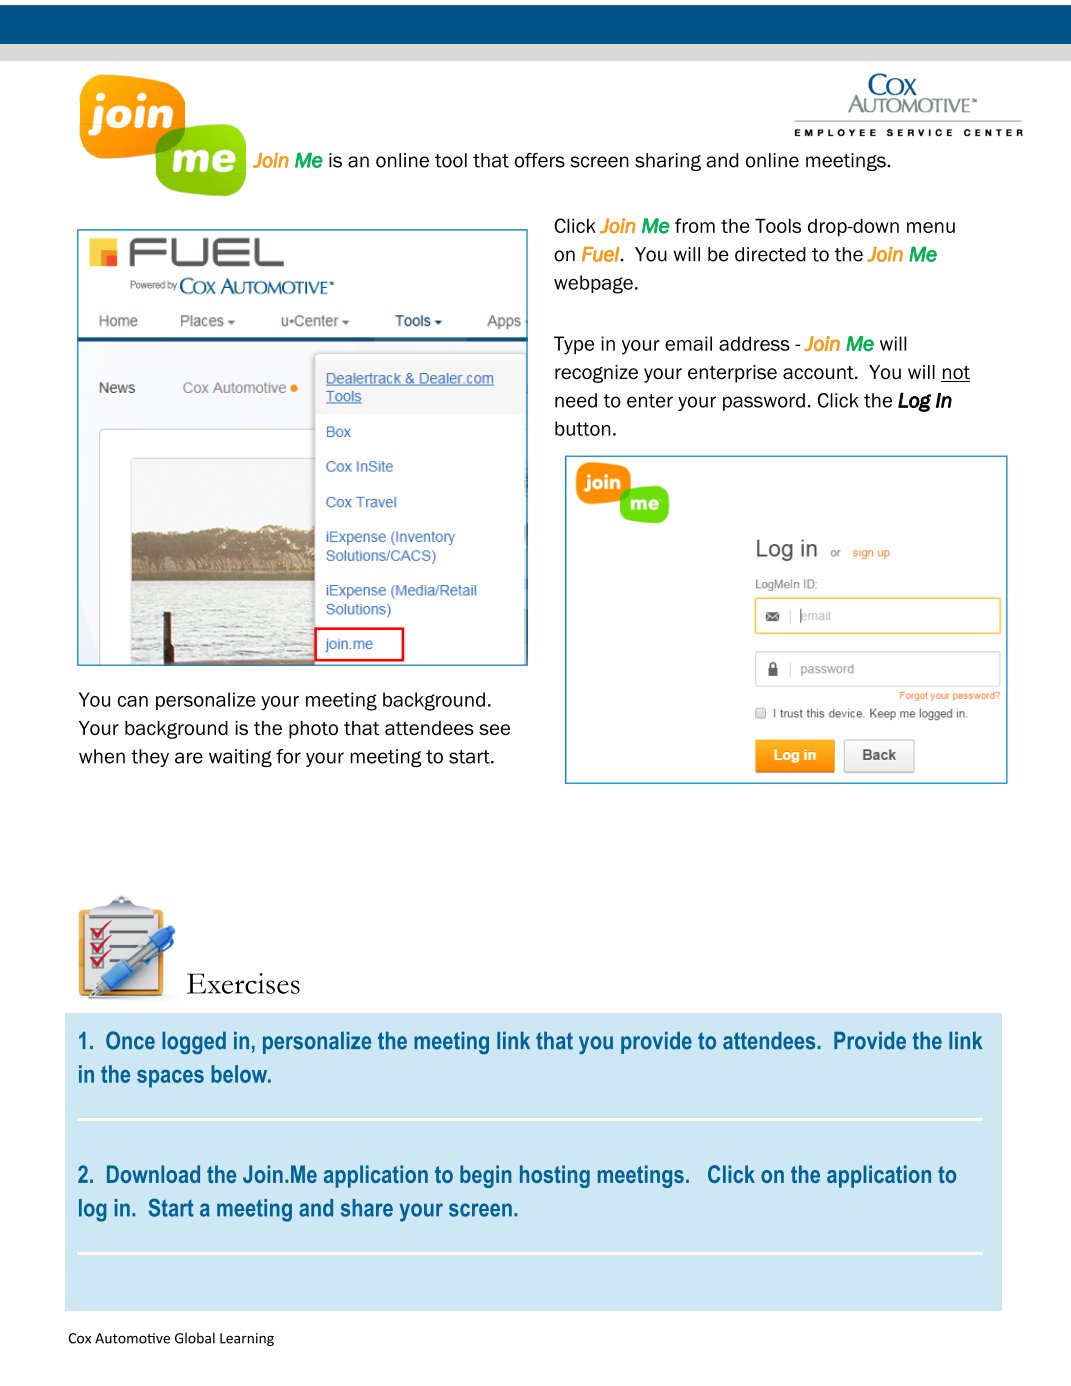 join
me
COX
AUTOMOTIVE™
EMPLOYEE SERVICE CENTER
Join Me is an online tool that offers screen sharing and online meetings.
FUEL
Powered by COX AUTOMOTIVE™
Home Places u•Center Tools Apps
News Cox Automotive
Dealertrack & Dealer.com
Tools
Box
Cox InSite
Cox Travel
iExpense (Inventory
Solutions/CACS)
iExpense (Media/Retail
Solutions)
join.me
Click Join Me from the Tools drop-down menu
on Fuel. You will be directed to the Join Me
webpage.
Type in your email address - Join Me will
recognize your enterprise account. You will not
need to enter your password. Click the Log In
button.
join
me
Log in or sign up
LogMeIn ID:
email
password
Forgot your password?
I trust this device. Keep me logged in.
Log in Back
You can personalize your meeting background.
Your background is the photo that attendees see
when they are waiting for your meeting to start.
Exercises
1. Once logged in, personalize the meeting link that you provide to attendees. Provide the link
in the spaces below.
2. Download the Join.Me application to begin hosting meetings. Click on the application to
log in. Start a meeting and share your screen.
Cox Automotive Global Learning